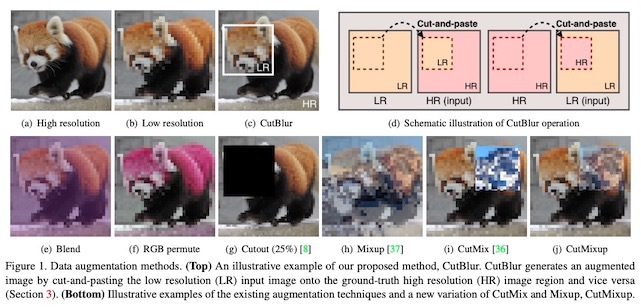 LR
HR
Cut-and-paste
Cut-and-paste
LR
LR
HR
HR
HR
LR
LR
HR (input)
HR
LR (input)
(a) High resolution
(b) Low resolution
(c) CutBlur
(d) Schematic illustration of CutBlur operation
(e) Blend
(f) RGB permute
(g) Cutout (25%) [8]
(h) Mixup [37]
(i) CutMix [36]
(j) CutMixup
Figure 1. Data augmentation methods. (Top) An illustrative example of our proposed method, CutBlur. CutBlur generates an augmented
image by cut-and-pasting the low resolution (LR) input image onto the ground-truth high resolution (HR) image region and vice versa
(Section 3). (Bottom) Illustrative examples of the existing augmentation techniques and a new variation of CutMix and Mixup, CutMixup.